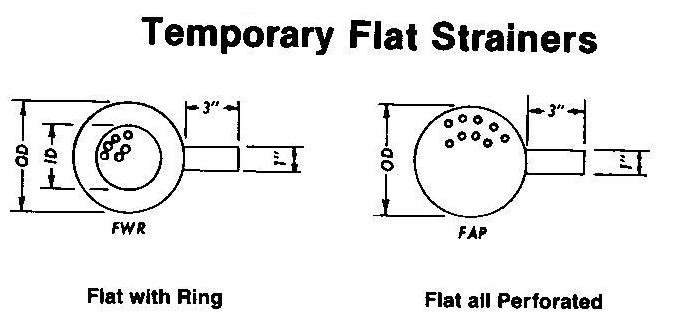 Temporary Flat Strainers
3"
OD
ID
1"
FWR
Flat with Ring
3"
OD
1"
FAP
Flat all Perforated